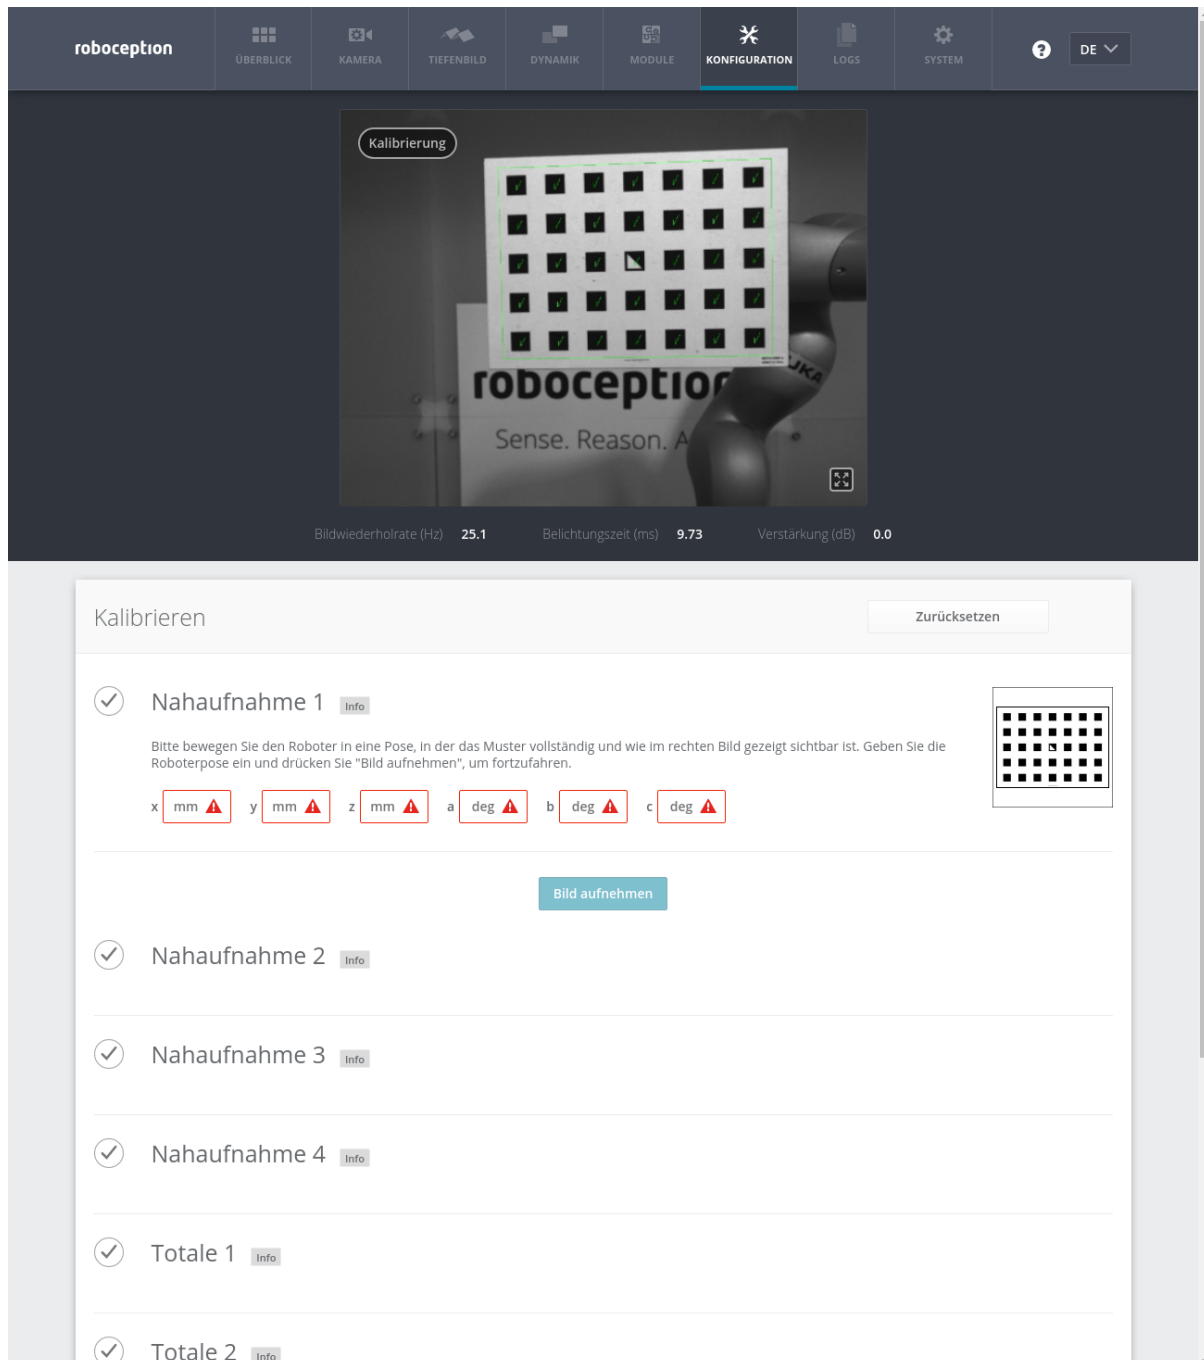 roboception
ÜBERBLICK
KAMERA
TIEFENBILD
DYNAMIK
MODULE
KONFIGURATION
LOGS
SYSTEM
?
DE
Kalibrierung
KUKA
roboception
Sense. Reason. A
Bildwiederholrate (Hz) 25.1 Belichtungszeit (ms) 9.73 Verstärkung (dB) 0.0
Kalibrieren
Zurücksetzen
Nahaufnahme 1 Info
Bitte bewegen Sie den Roboter in eine Pose, in der das Muster vollständig und wie im rechten Bild gezeigt sichtbar ist. Geben Sie die
Roboterpose ein und drücken Sie "Bild aufnehmen", um fortzufahren.
x mm y mm z mm a deg b deg c deg
Bild aufnehmen
Nahaufnahme 2 Info
Nahaufnahme 3 Info
Nahaufnahme 4 Info
Totale 1 Info
Totale 2 Info